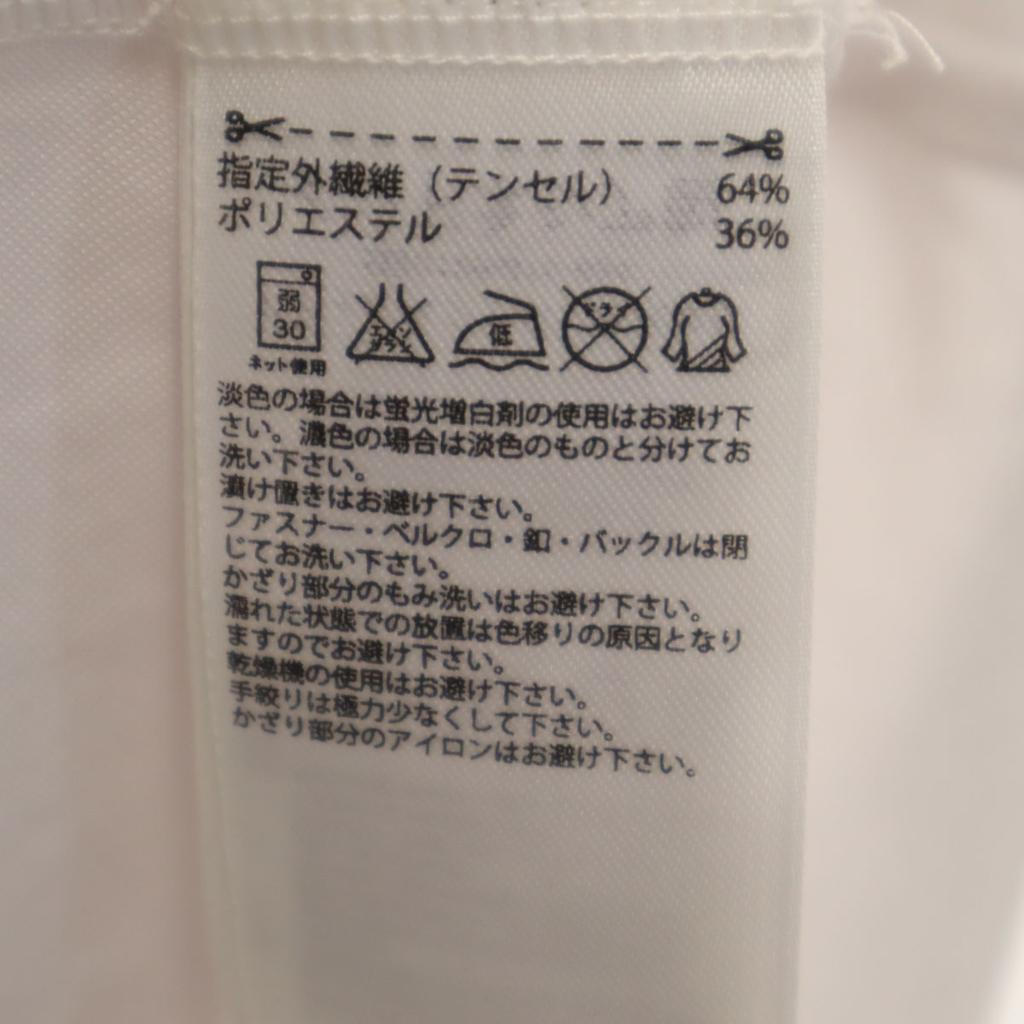 指定外繊維（テンセル） 64%
ポリエステル 36%
弱
30
ネット使用
エンソサラシ
低
ドライ
淡色の場合は蛍光増白剤の使用はお避け下
さい。濃色の場合は淡色のものと分けてお
洗い下さい。
漬け置きはお避け下さい。
ファスナー・ベルクロ・釦・バックルは閉
じてお洗い下さい。
かざり部分のもみ洗いはお避け下さい。
濡れた状態での放置は色移りの原因となり
ますのでお避け下さい。
乾燥機の使用はお避け下さい。
手絞りは極力少なくして下さい。
かざり部分のアイロンはお避け下さい。